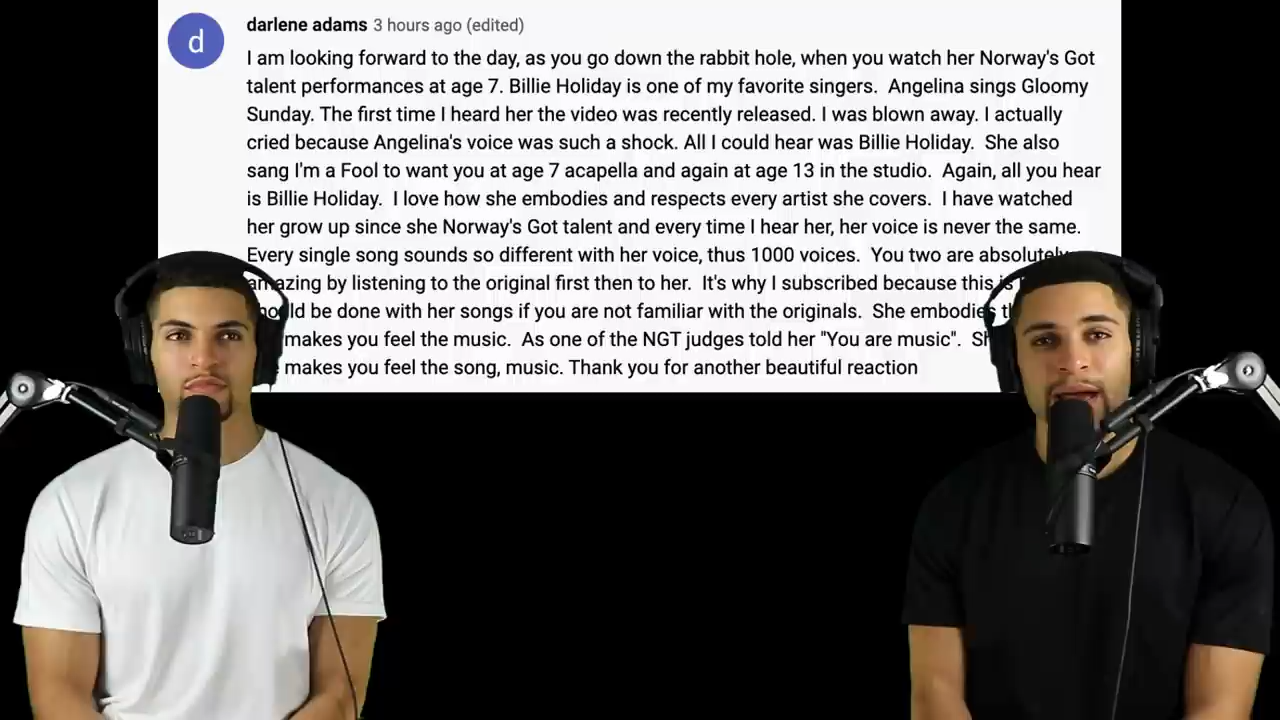 d
darlene adams 3 hours ago (edited)
I am looking forward to the day, as you go down the rabbit hole, when you watch her Norway's Got
talent performances at age 7. Billie Holiday is one of my favorite singers.  Angelina sings Gloomy
Sunday. The first time I heard her the video was recently released. I was blown away. I actually
cried because Angelina's voice was such a shock. All I could hear was Billie Holiday.  She also
sang I'm a Fool to want you at age 7 acapella and again at age 13 in the studio.  Again, all you hear
is Billie Holiday.  I love how she embodies and respects every artist she covers.  I have watched
her grow up since she Norway's Got talent and every time I hear her, her voice is never the same.
Every single song sounds so different with her voice, thus 1000 voices.  You two are absolutely
amazing by listening to the original first then to her.  It's why I subscribed because this is
should be done with her songs if you are not familiar with the originals.  She embodies
makes you feel the music.  As one of the NGT judges told her "You are music".
makes you feel the song, music. Thank you for another beautiful reaction